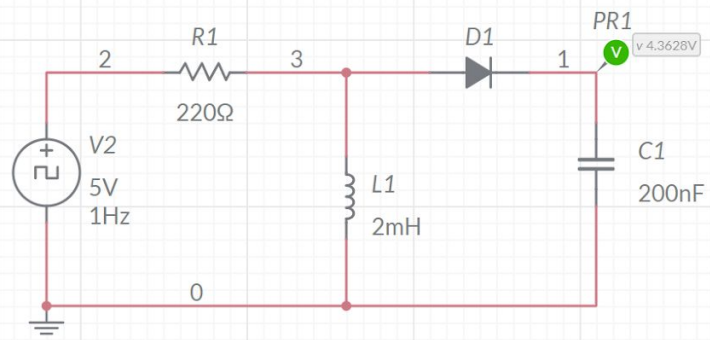 PR1
V
v 4.3628V
R1
D1
2
3
1
220Ω
V2
+
5V
1Hz
L1
2mH
C1
200nF
0